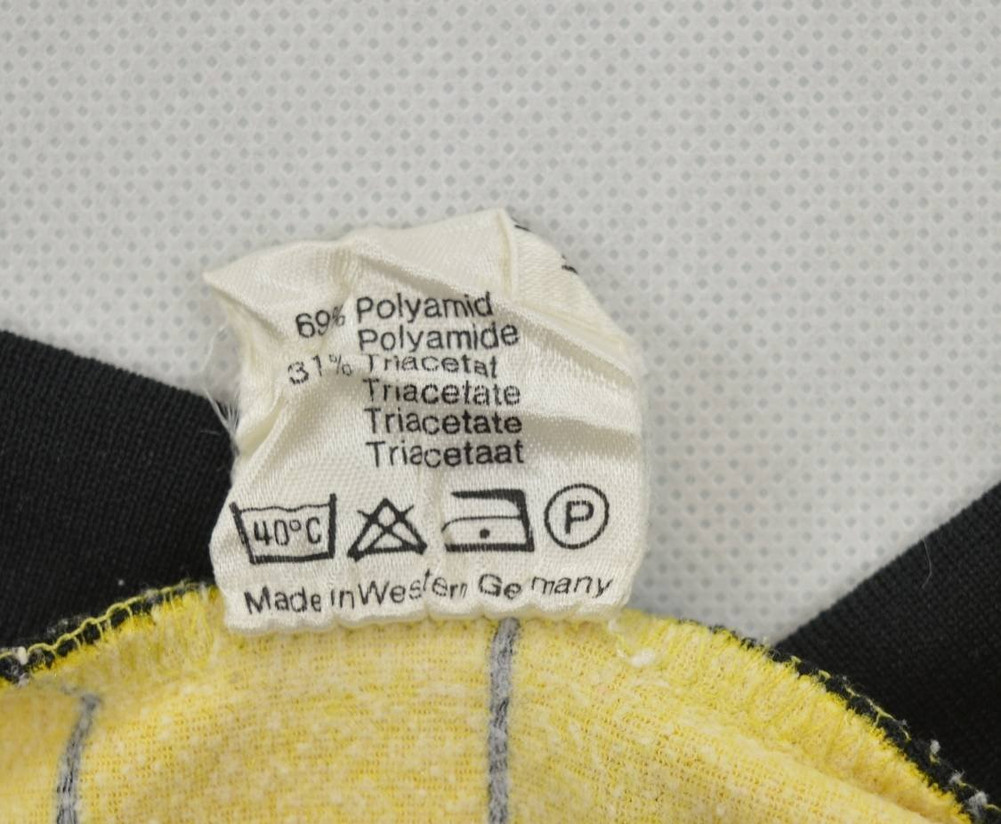 69% Polyamid
Polyamide
31% Triacetat
Triacetate
Triacetate
Triacetaat
40°C P
Made in Western Germany